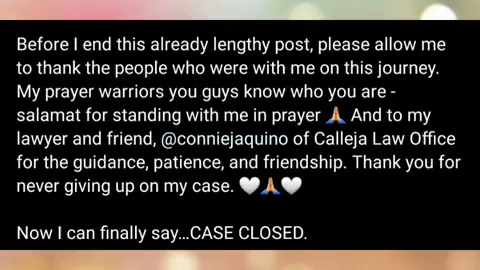 Before I end this already lengthy post, please allow me
to thank the people who were with me on this journey.
My prayer warriors you guys know who you are -
salamat for standing with me in prayer 🙏🏼 And to my
lawyer and friend, @conniejaquino of Calleja Law Office
for the guidance, patience, and friendship. Thank you for
never giving up on my case. 🤍🙏🏼🤍
Now I can finally say…CASE CLOSED.